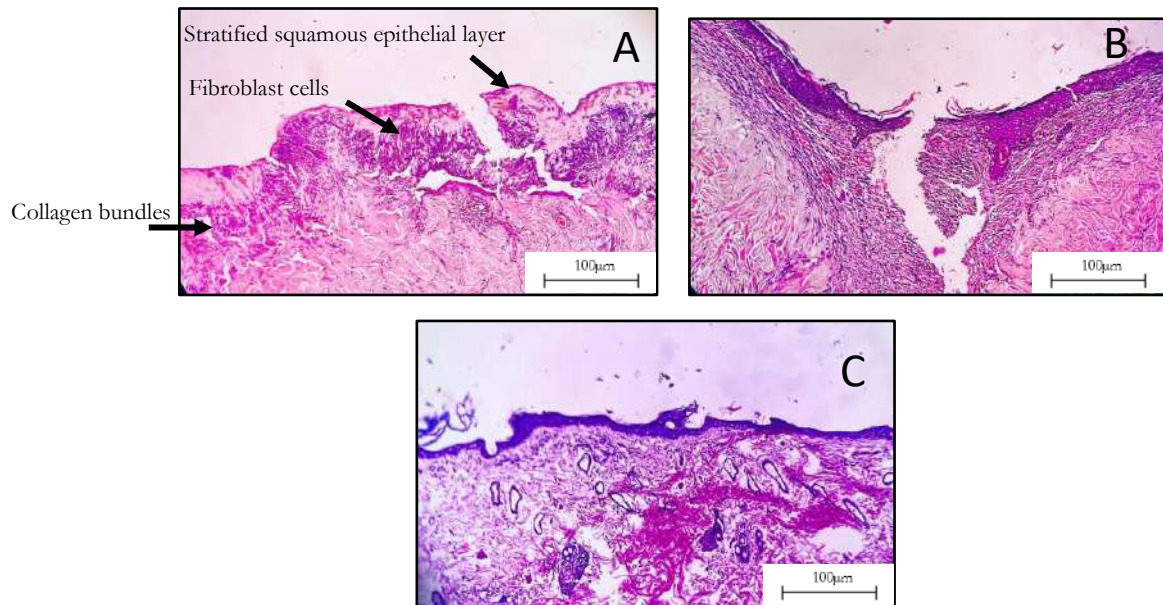 Stratified squamous epithelial layer
A
Fibroblast cells
Collagen bundles
100µm
B
100µm
C
100µm